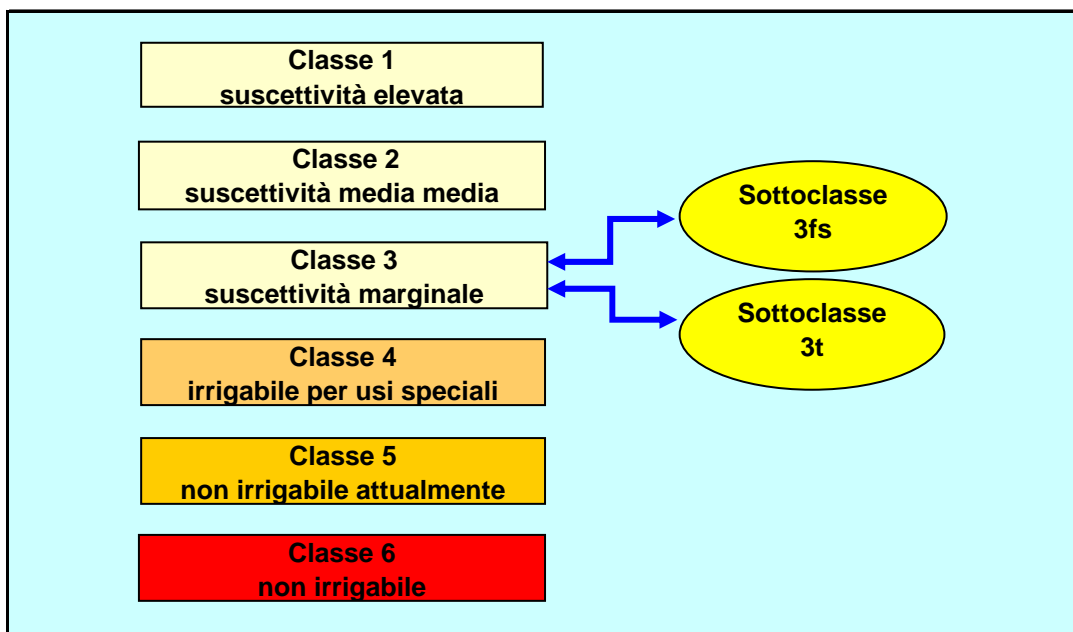 Classe 1
suscettività elevata
Classe 2
suscettività media media
Classe 3
suscettività marginale
Sottoclasse
3fs
Sottoclasse
3t
Classe 4
irrigabile per usi speciali
Classe 5
non irrigabile attualmente
Classe 6
non irrigabile